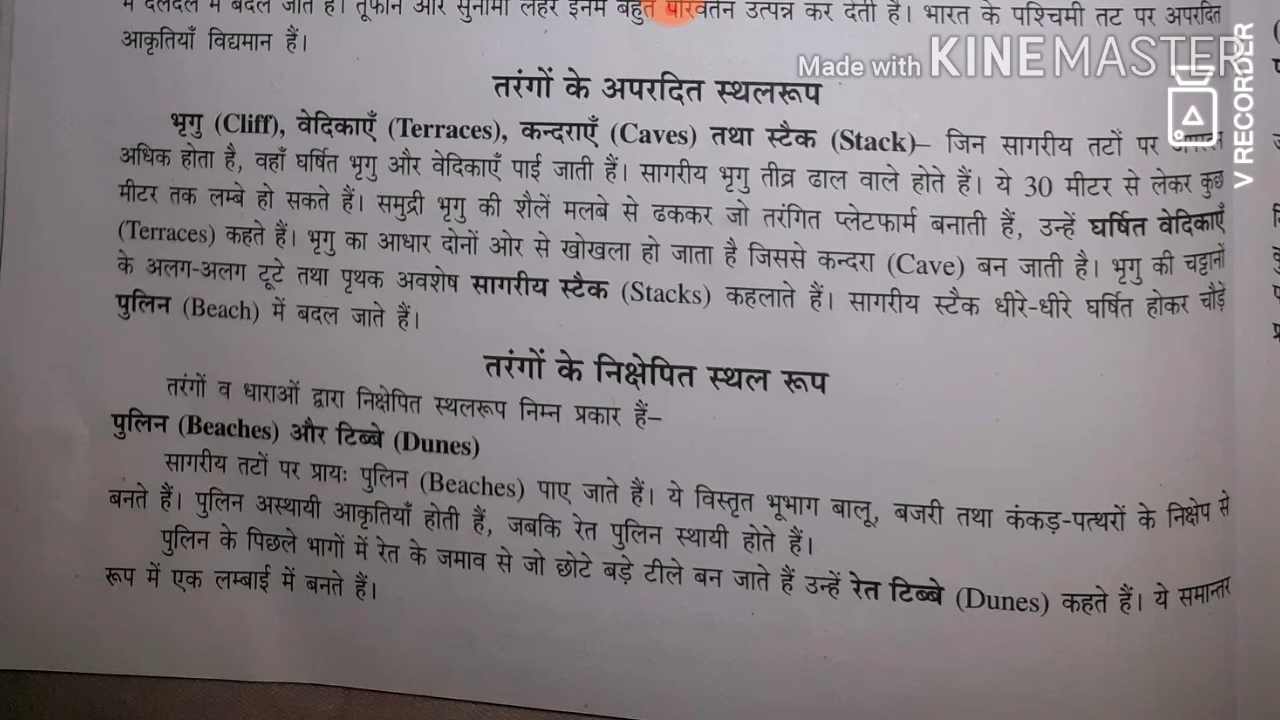 में दलदल में बदल जाते हैं। तूफान और सुनामी लहरें इनमें बहुत परिवर्तन उत्पन्न कर देती हैं। भारत के पश्चिमी तट पर अपरदित
आकृतियाँ विद्यमान हैं।
Made with KINEMASTER
V RECORDER
तरंगों के अपरदित स्थलरूप
भृगु (Cliff), वेदिकाएँ (Terraces), कन्दराएँ (Caves) तथा स्टैक (Stack)– जिन सागरीय तटों पर
अधिक होता है, वहाँ घर्षित भृगु और वेदिकाएँ पाई जाती हैं। सागरीय भृगु तीव्र ढाल वाले होते हैं। ये 30 मीटर से लेकर कुछ
मीटर तक लम्बे हो सकते हैं। समुद्री भृगु की शैलें मलबे से ढककर जो तरंगित प्लेटफार्म बनाती हैं, उन्हें घर्षित वेदिकाएँ
(Terraces) कहते हैं। भृगु का आधार दोनों ओर से खोखला हो जाता है जिससे कन्दरा (Cave) बन जाती है। भृगु की चट्टानों
के अलग-अलग टूटे तथा पृथक अवशेष सागरीय स्टैक (Stacks) कहलाते हैं। सागरीय स्टैक धीरे-धीरे घर्षित होकर चौड़े
पुलिन (Beach) में बदल जाते हैं।
तरंगों के निक्षेपित स्थल रूप
तरंगों व धाराओं द्वारा निक्षेपित स्थलरूप निम्न प्रकार हैं–
पुलिन (Beaches) और टिब्बे (Dunes)
सागरीय तटों पर प्रायः पुलिन (Beaches) पाए जाते हैं। ये विस्तृत भूभाग बालू, बजरी तथा कंकड़-पत्थरों के निक्षेप से
बनते हैं। पुलिन अस्थायी आकृतियाँ होती हैं, जबकि रेत पुलिन स्थायी होते हैं।
पुलिन के पिछले भागों में रेत के जमाव से जो छोटे बड़े टीले बन जाते हैं उन्हें रेत टिब्बे (Dunes) कहते हैं। ये समान्तर
रूप में एक लम्बाई में बनते हैं।